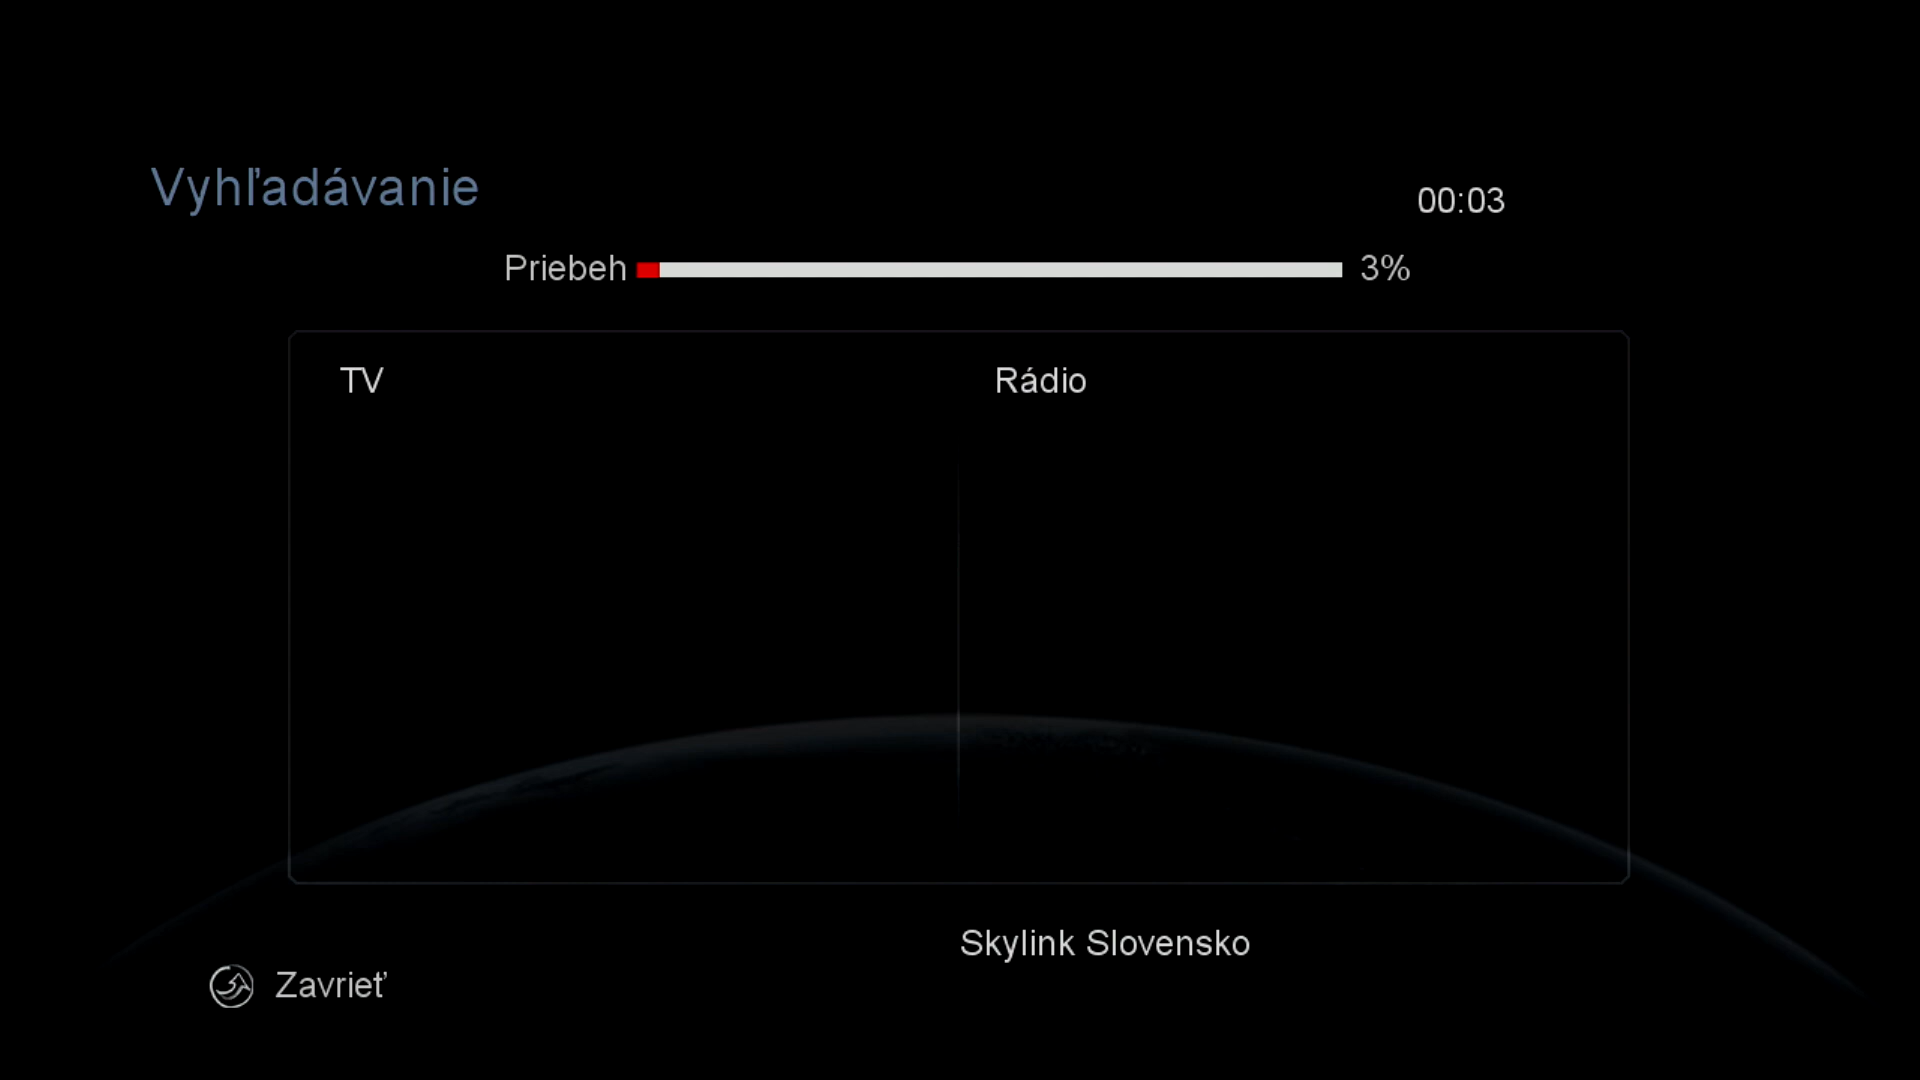 Vyhľadávanie
00:03
Priebeh 3%
TV
Rádio
Skylink Slovensko
Zavrieť